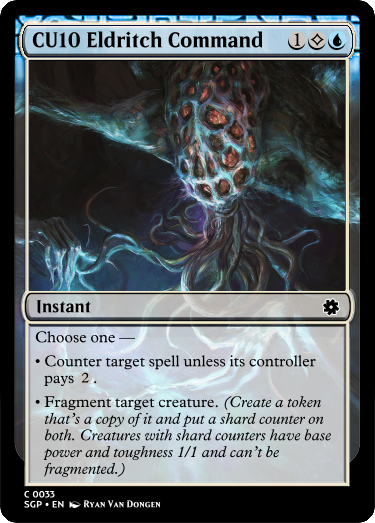 CU10 Eldritch Command 1
Instant
Choose one —
• Counter target spell unless its controller
pays 2 .
• Fragment target creature. (Create a token
that's a copy of it and put a shard counter on
both. Creatures with shard counters have base
power and toughness 1/1 and can't be
fragmented.)
C 0033
SGP • EN Ryan Van Dongen